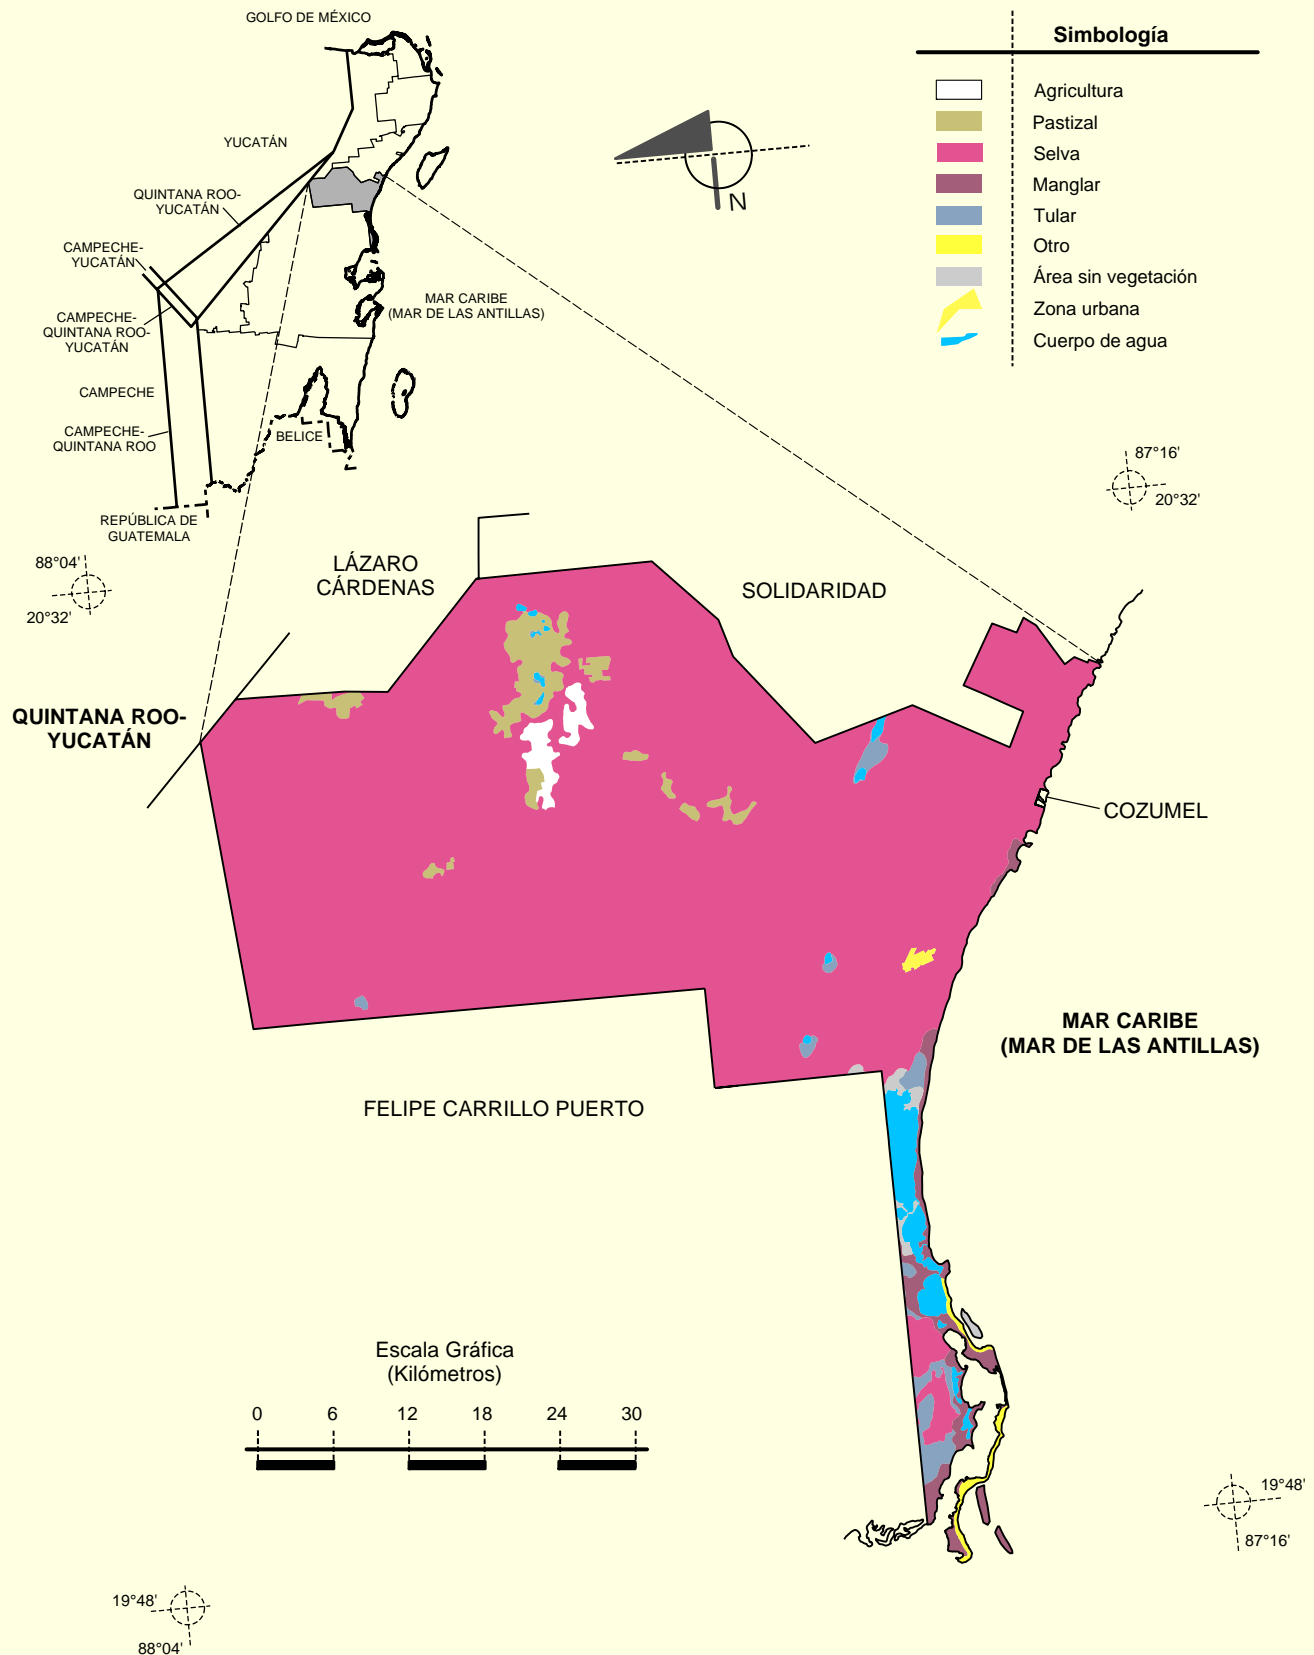 GOLFO DE MÉXICO
YUCATÁN
QUINTANA ROO-
YUCATÁN
CAMPECHE-
YUCATÁN
CAMPECHE-
QUINTANA ROO-
YUCATÁN
CAMPECHE
CAMPECHE-
QUINTANA ROO
REPÚBLICA DE
GUATEMALA
BELICE
MAR CARIBE
(MAR DE LAS ANTILLAS)
N
Simbología
Agricultura
Pastizal
Selva
Manglar
Tular
Otro
Área sin vegetación
Zona urbana
Cuerpo de agua
87°16'
20°32'
88°04'
20°32'
LÁZARO
CÁRDENAS
SOLIDARIDAD
QUINTANA ROO-
YUCATÁN
COZUMEL
MAR CARIBE
(MAR DE LAS ANTILLAS)
FELIPE CARRILLO PUERTO
Escala Gráfica
(Kilómetros)
0 6 12 18 24 30
19°48'
87°16'
19°48'
88°04'